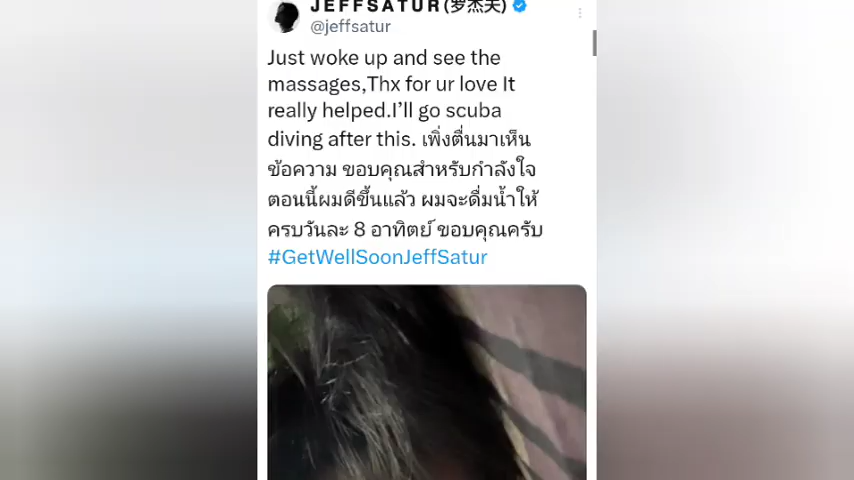 JEFFSATUR(罗杰夫)
@jeffsatur
Just woke up and see the
massages,Thx for ur love It
really helped.I’ll go scuba
diving after this. เพิ่งตื่นมาเห็น
ข้อความ ขอบคุณสำหรับกำลังใจ
ตอนนี้ผมดีขึ้นแล้ว ผมจะดื่มน้ำให้
ครบวันละ 8 อาทิตย์ ขอบคุณครับ
#GetWellSoonJeffSatur